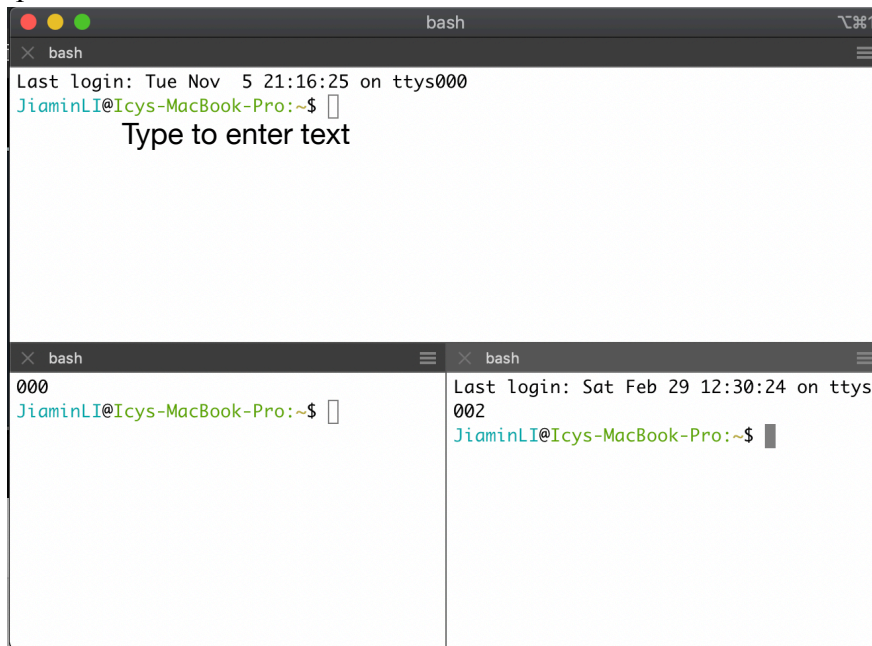 bash
⌥⌘1
bash
Last login: Tue Nov  5 21:16:25 on ttys000
JiaminLI@Icys-MacBook-Pro:~$
Type to enter text
bash
000
JiaminLI@Icys-MacBook-Pro:~$
bash
Last login: Sat Feb 29 12:30:24 on ttys
002
JiaminLI@Icys-MacBook-Pro:~$